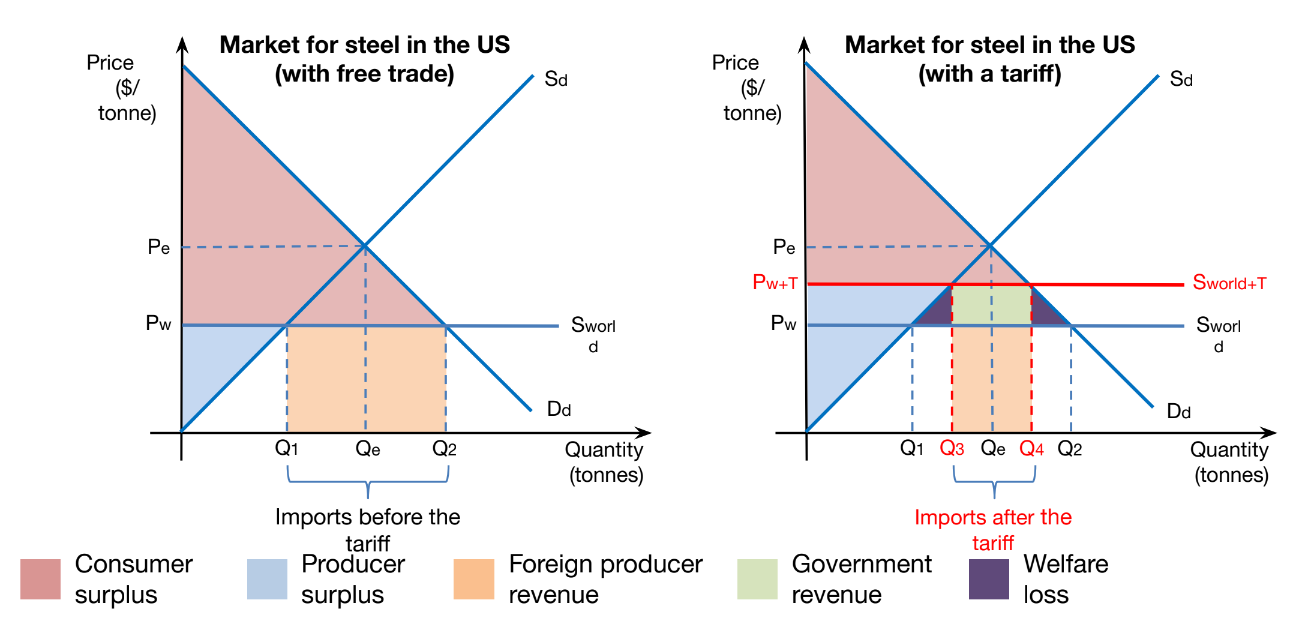 Market for steel in the US
(with free trade)
Price
($/
tonne)
Sd
Pe
Pw
Sworl
d
Dd
Q1
Qe
Q2
Quantity
(tonnes)
Imports before the
tariff
Market for steel in the US
(with a tariff)
Price
($/
tonne)
Sd
Pe
Pw+T
Sworld+T
Pw
Sworl
d
Dd
Q1
Q3
Qe
Q4
Q2
Quantity
(tonnes)
Imports after the
tariff
Consumer
surplus
Producer
surplus
Foreign producer
revenue
Government
revenue
Welfare
loss